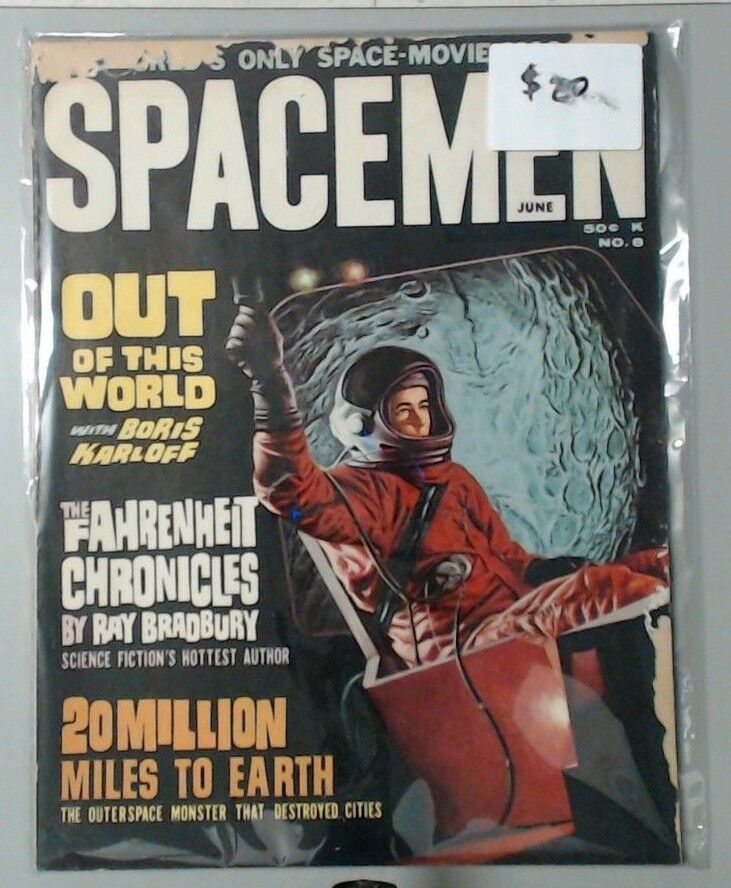 ONLY SPACE-MOVIE
$20
SPACEMEN
JUNE
50¢ K
NO. 8
OUT
OF THIS
WORLD
WITH BORIS
KARLOFF
THE
FAHRENHEIT
CHRONICLES
BY RAY BRADBURY
SCIENCE FICTION'S HOTTEST AUTHOR
20 MILLION
MILES TO EARTH
THE OUTERSPACE MONSTER THAT DESTROYED CITIES